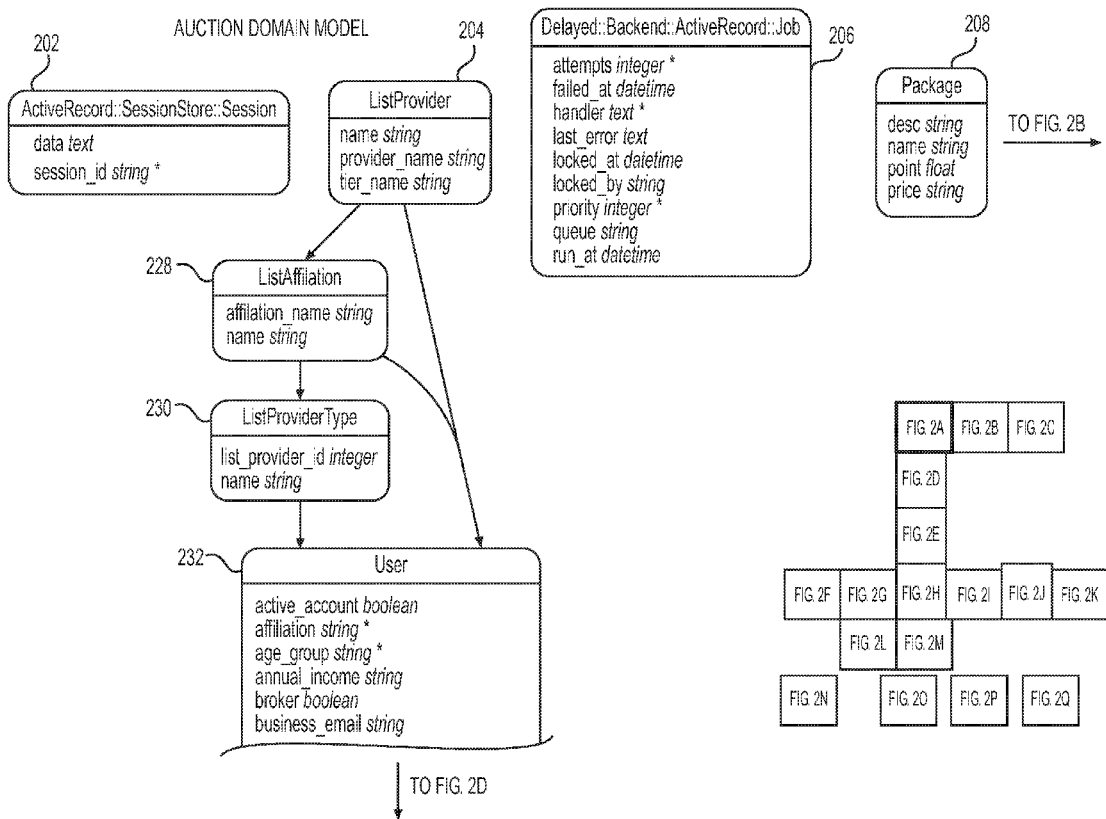 AUCTION DOMAIN MODEL
202
ActiveRecord::SessionStore::Session
data text
session_id string *
204
ListProvider
name string
provider_name string
tier_name string
Delayed::Backend::ActiveRecord::Job
206
attempts integer *
failed_at datetime
handler text *
last_error text
locked_at datetime
locked_by string
priority integer *
queue string
run_at datetime
208
Package
desc string
name string
point float
price string
TO FIG. 2B
228
ListAffiliation
affilation_name string
name string
230
ListProviderType
list_provider_id integer
name string
232
User
active_account boolean
affiliation string *
age_group string *
annual_income string
broker boolean
business_email string
TO FIG. 2D
FIG. 2A
FIG. 2B
FIG. 2C
FIG. 2D
FIG. 2E
FIG. 2F
FIG. 2G
FIG. 2H
FIG. 2I
FIG. 2J
FIG. 2K
FIG. 2L
FIG. 2M
FIG. 2N
FIG. 2O
FIG. 2P
FIG. 2Q